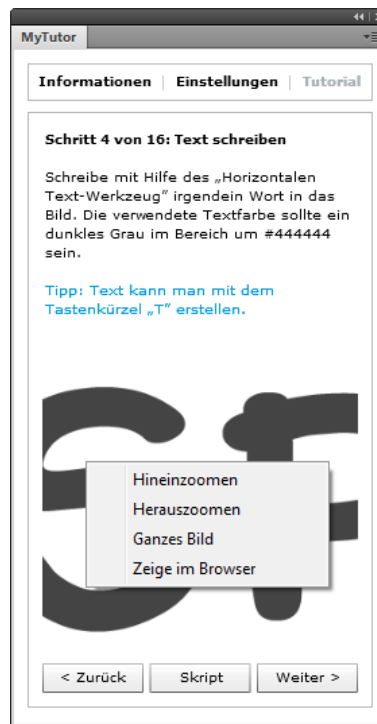 MyTutor
Informationen | Einstellungen | Tutorial
Schritt 4 von 16: Text schreiben
Schreibe mit Hilfe des „Horizontalen
Text-Werkzeug" irgendein Wort in das
Bild. Die verwendete Textfarbe sollte ein
dunkles Grau im Bereich um #444444
sein.
Tipp: Text kann man mit dem
Tastenkürzel „T" erstellen.
Hineinzoomen
Herauszoomen
Ganzes Bild
Zeige im Browser
< Zurück
Skript
Weiter >